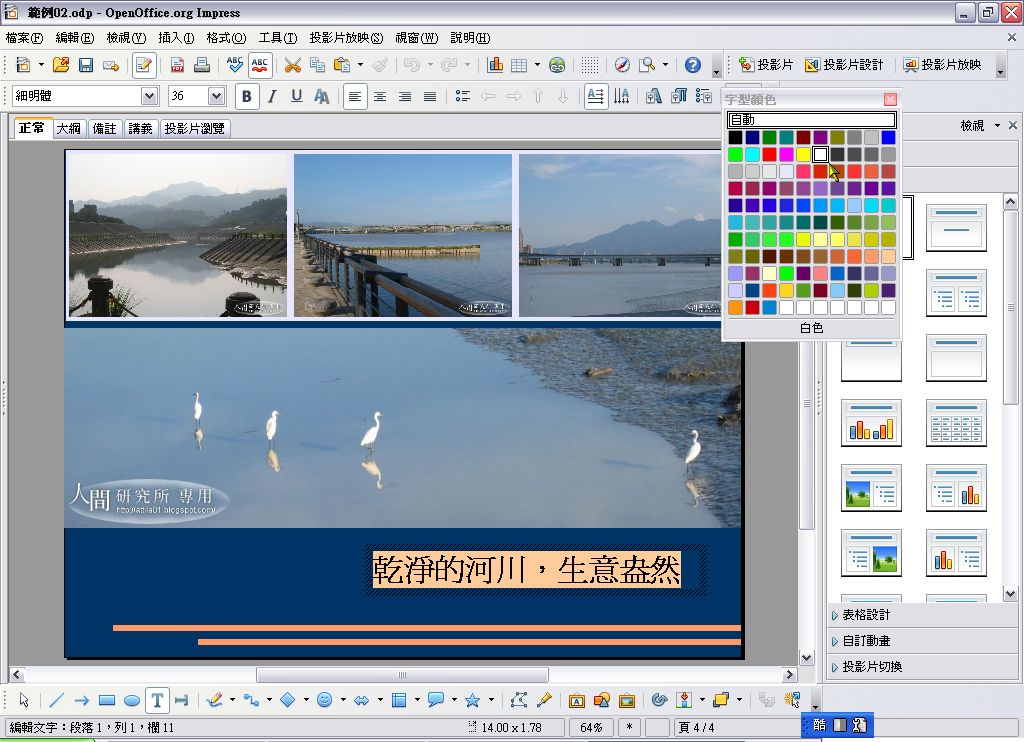 範例02.odp - OpenOffice.org Impress
檔案(F) 編輯(E) 檢視(V) 插入(I) 格式(O) 工具(T) 投影片放映(S) 視窗(W) 說明(H)
投影片 投影片設計 投影片放映
細明體 36 B I U
字型顏色
自動
正常 大綱 備註 講義 投影片瀏覽
檢視
白色
人間 研究所 專用
http://attila01.blogspot.com/
乾淨的河川，生意盎然
表格設計
自訂動畫
投影片切換
編輯文字：段落 1，列 1，欄 11 14.00 x 1.78 64% * 頁 4 / 4
酷